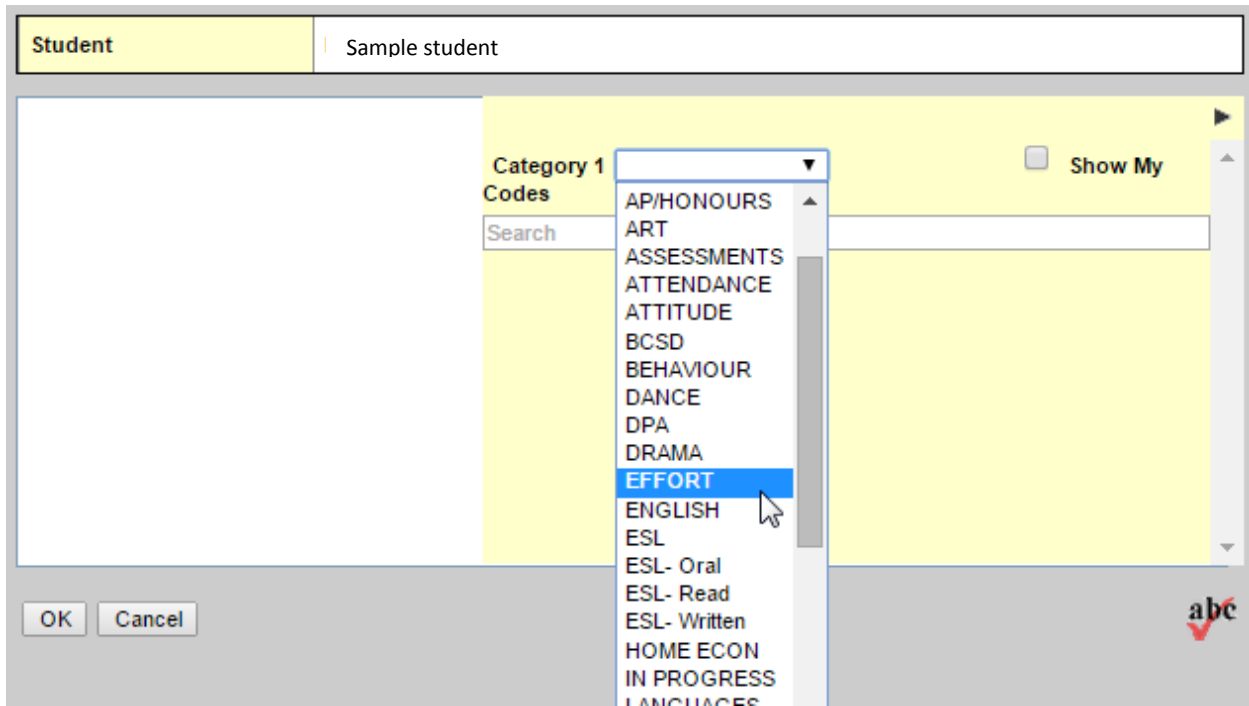 Student Sample student
Category 1 Show My
Codes
Search
AP/HONOURS
ART
ASSESSMENTS
ATTENDANCE
ATTITUDE
BCSD
BEHAVIOUR
DANCE
DPA
DRAMA
EFFORT
ENGLISH
ESL
ESL- Oral
ESL- Read
ESL- Written
HOME ECON
IN PROGRESS
LANGUAGES
OK Cancel
abc